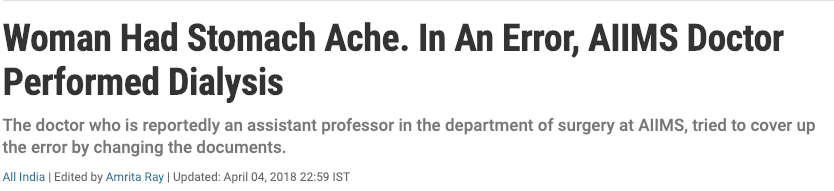 Woman Had Stomach Ache. In An Error, AIIMS Doctor
Performed Dialysis
The doctor who is reportedly an assistant professor in the department of surgery at AIIMS, tried to cover up
the error by changing the documents.
All India | Edited by Amrita Ray | Updated: April 04, 2018 22:59 IST